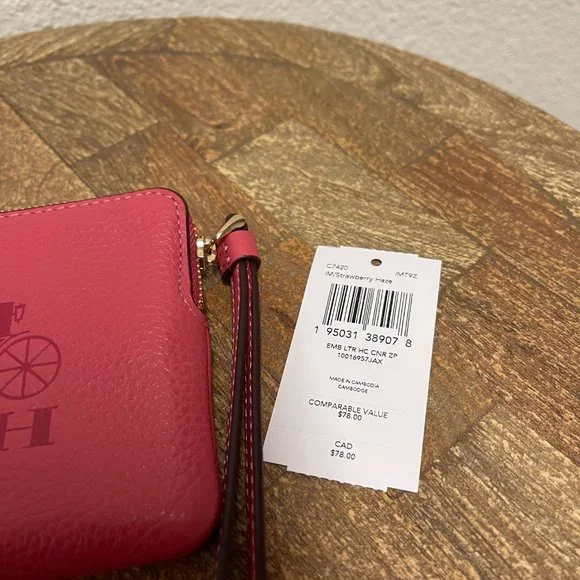 C7420 IMT9Z
IM/Strawberry Haze
1 95031 38907 8
EMB LTR HC CNR ZP
10016957JAX
MADE IN CAMBODIA
CAMBODGE
COMPARABLE VALUE
$78.00
CAD
$78.00
H